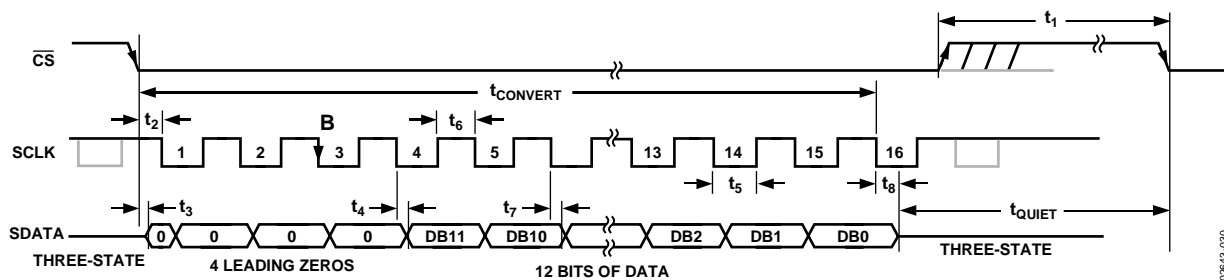 t1
CS
tCONVERT
t2
B
t6
SCLK
1 2 3 4 5 13 14 15 16
t5
t8
t3
t4
t7
tQUIET
SDATA
0 0 0 0 DB11 DB10 DB2 DB1 DB0
THREE-STATE
4 LEADING ZEROS
12 BITS OF DATA
THREE-STATE